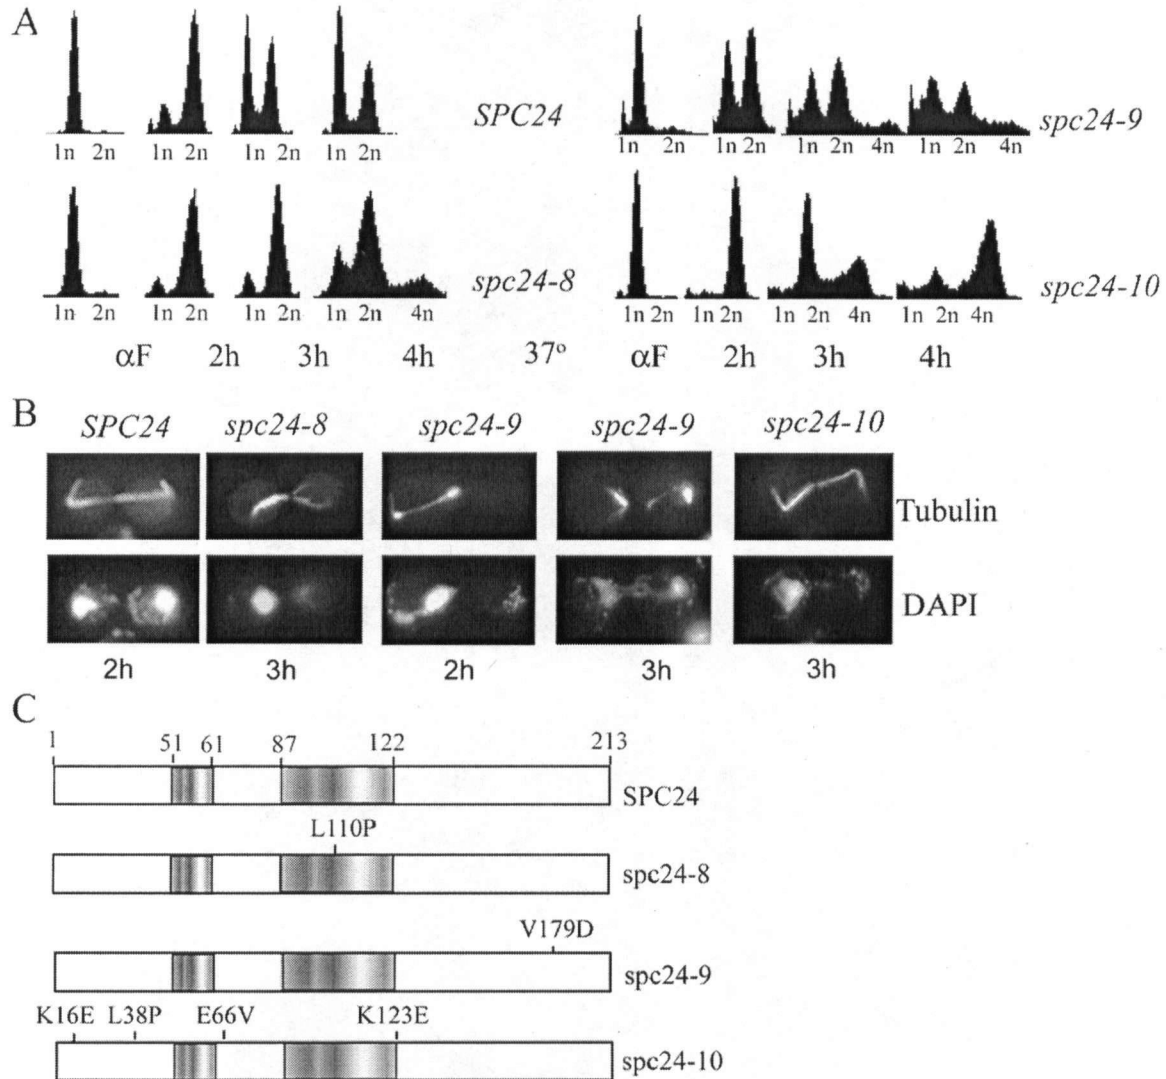 A
SPC24
spc24-9
1n 2n 1n 2n 1n 2n 1n 2n
1n 2n 1n 2n 1n 2n 4n 1n 2n 4n
spc24-8
spc24-10
1n 2n 1n 2n 1n 2n 1n 2n 4n
1n 2n 1n 2n 1n 2n 4n 1n 2n 4n
αF 2h 3h 4h 37° αF 2h 3h 4h
B
SPC24 spc24-8 spc24-9 spc24-9 spc24-10
Tubulin
DAPI
2h 3h 2h 3h 3h
C
1 51 61 87 122 213
SPC24
L110P
spc24-8
V179D
spc24-9
K16E L38P E66V K123E
spc24-10